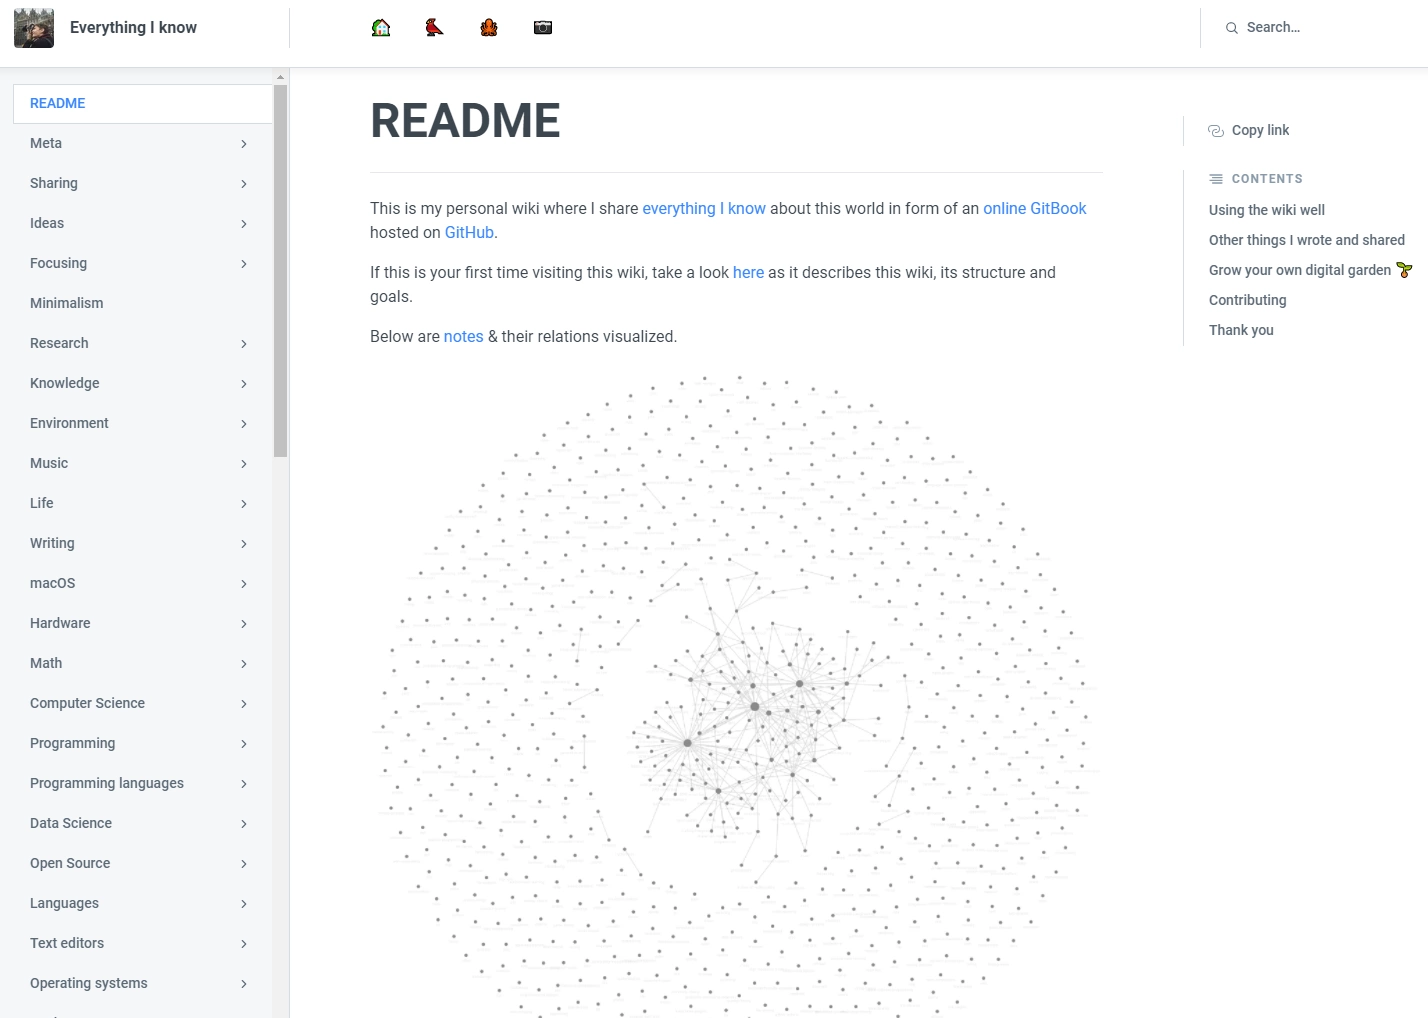 Everything I know
Search...
README
Meta
Sharing
Ideas
Focusing
Minimalism
Research
Knowledge
Environment
Music
Life
Writing
macOS
Hardware
Math
Computer Science
Programming
Programming languages
Data Science
Open Source
Languages
Text editors
Operating systems
README
This is my personal wiki where I share everything I know about this world in form of an online GitBook
hosted on GitHub.
If this is your first time visiting this wiki, take a look here as it describes this wiki, its structure and
goals.
Below are notes & their relations visualized.
Copy link
CONTENTS
Using the wiki well
Other things I wrote and shared
Grow your own digital garden 🌱
Contributing
Thank you